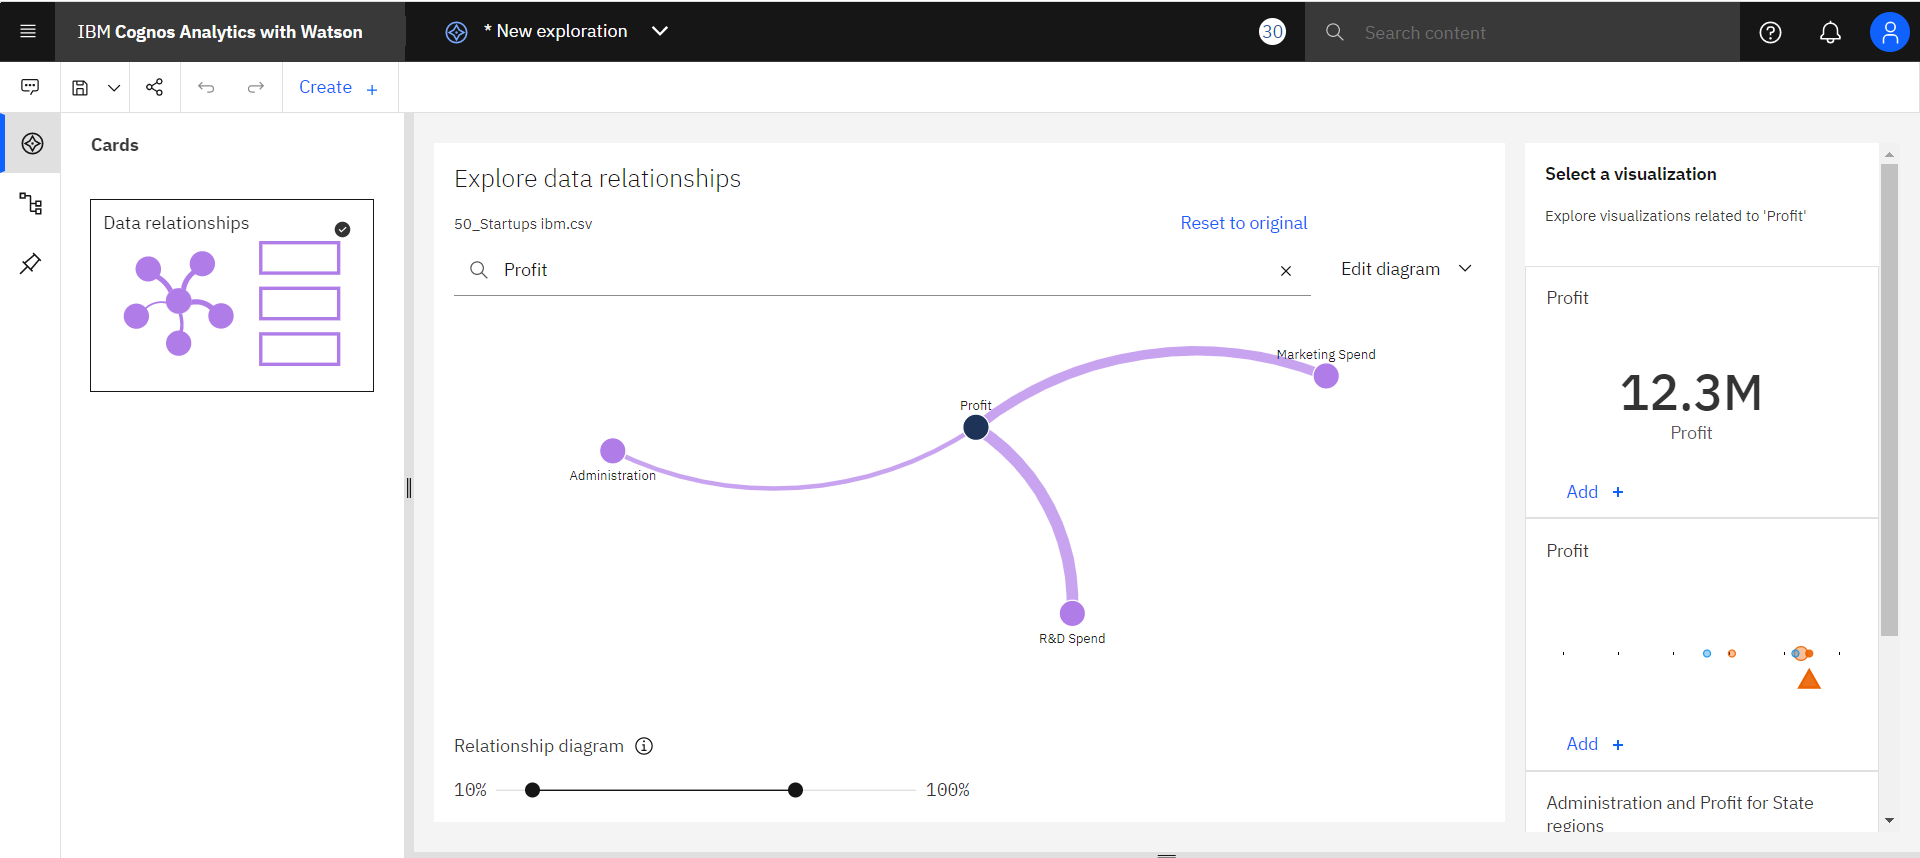 IBM Cognos Analytics with Watson
* New exploration
30
Search content
Create +
Cards
Data relationships
Explore data relationships
50_Startups ibm.csv
Reset to original
Profit
Edit diagram
Marketing Spend
Profit
Administration
R&D Spend
Relationship diagram
10%
100%
Select a visualization
Explore visualizations related to 'Profit'
Profit
12.3M
Profit
Add +
Profit
Add +
Administration and Profit for State
regions